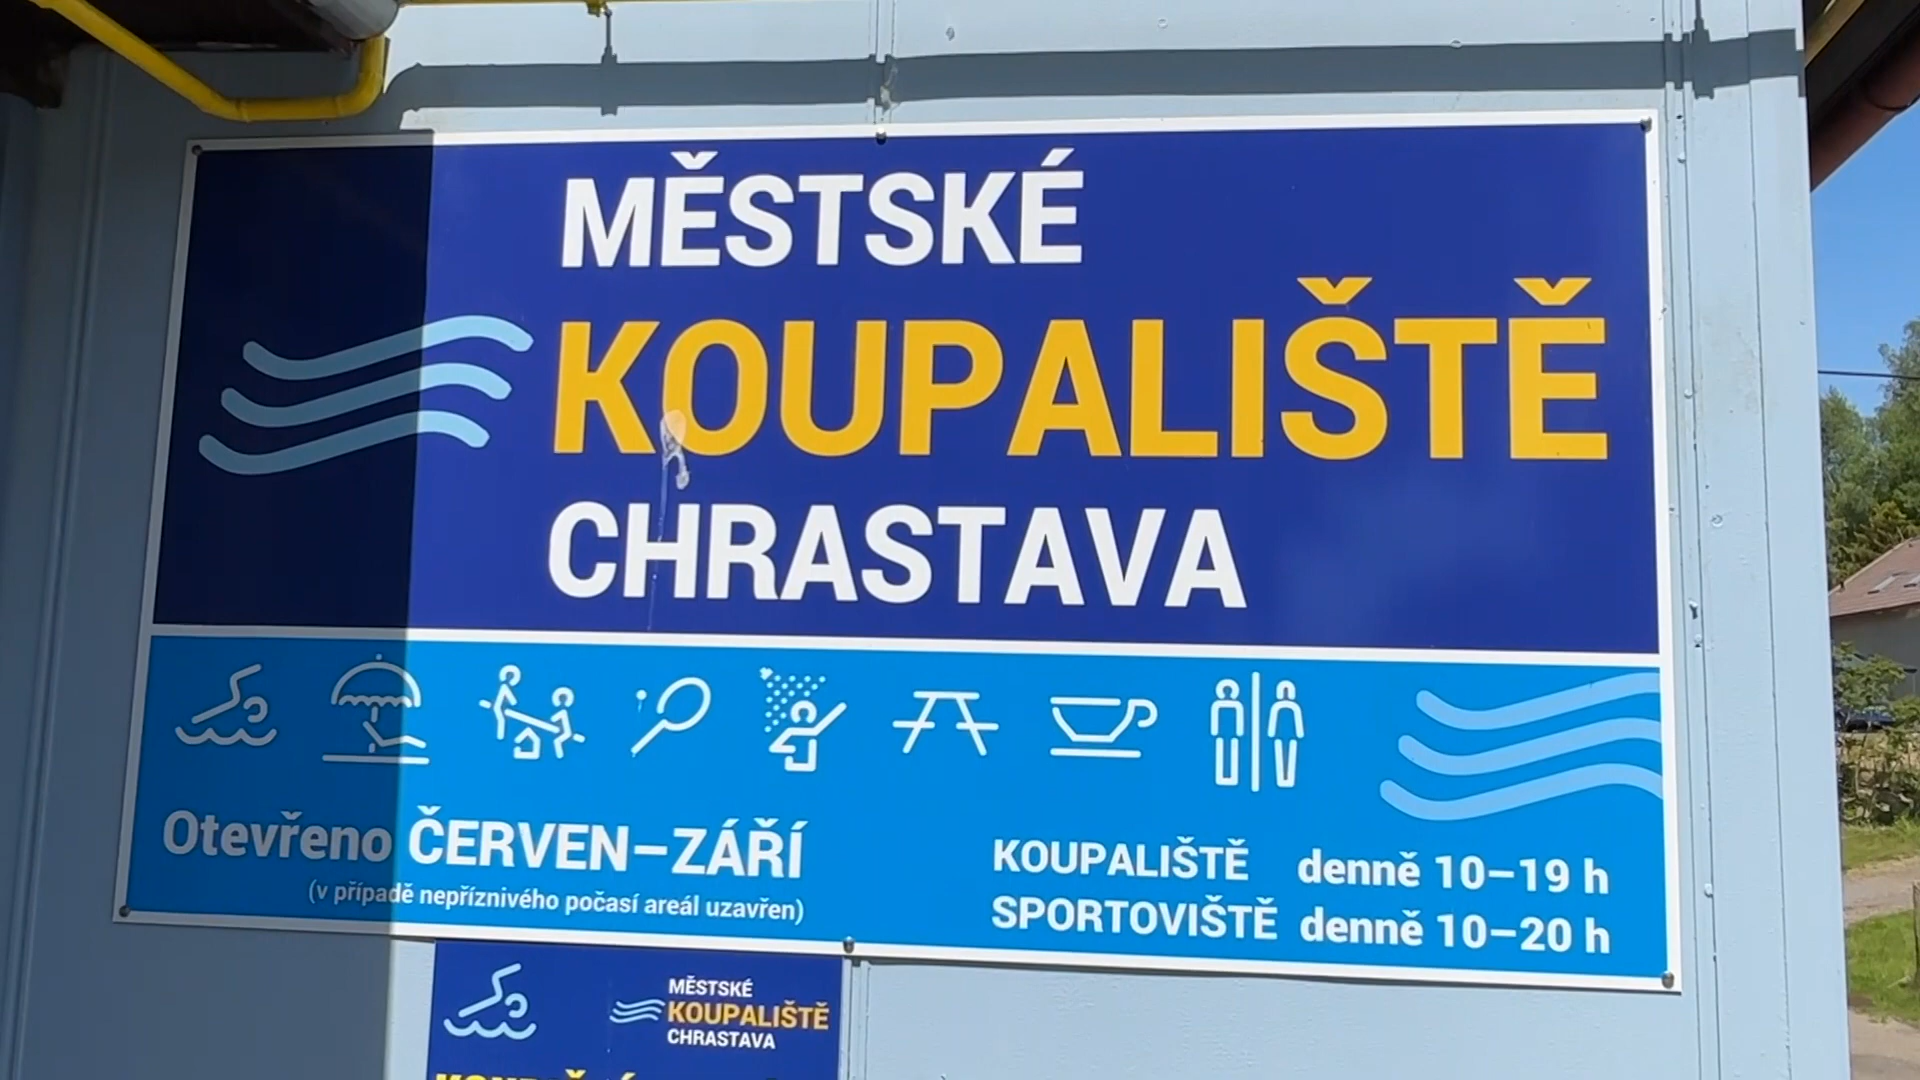 MĚSTSKÉ
KOUPALIŠTĚ
CHRASTAVA
Otevřeno ČERVEN–ZÁŘÍ
(v případě nepříznivého počasí areál uzavřen)
KOUPALIŠTĚ denně 10–19 h
SPORTOVIŠTĚ denně 10–20 h
MĚSTSKÉ
KOUPALIŠTĚ
CHRASTAVA